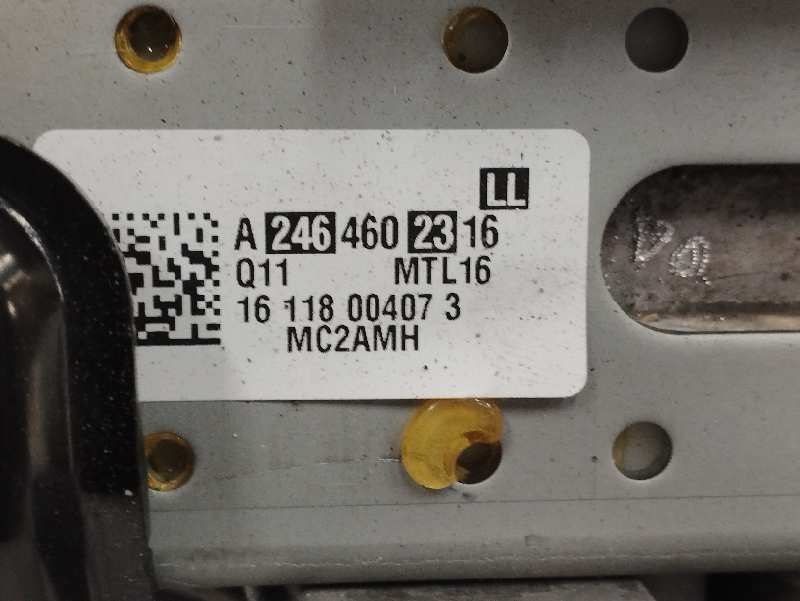 LL
A 246 460 23 16
Q11 MTL16
16 118 00407 3
MC2AMH